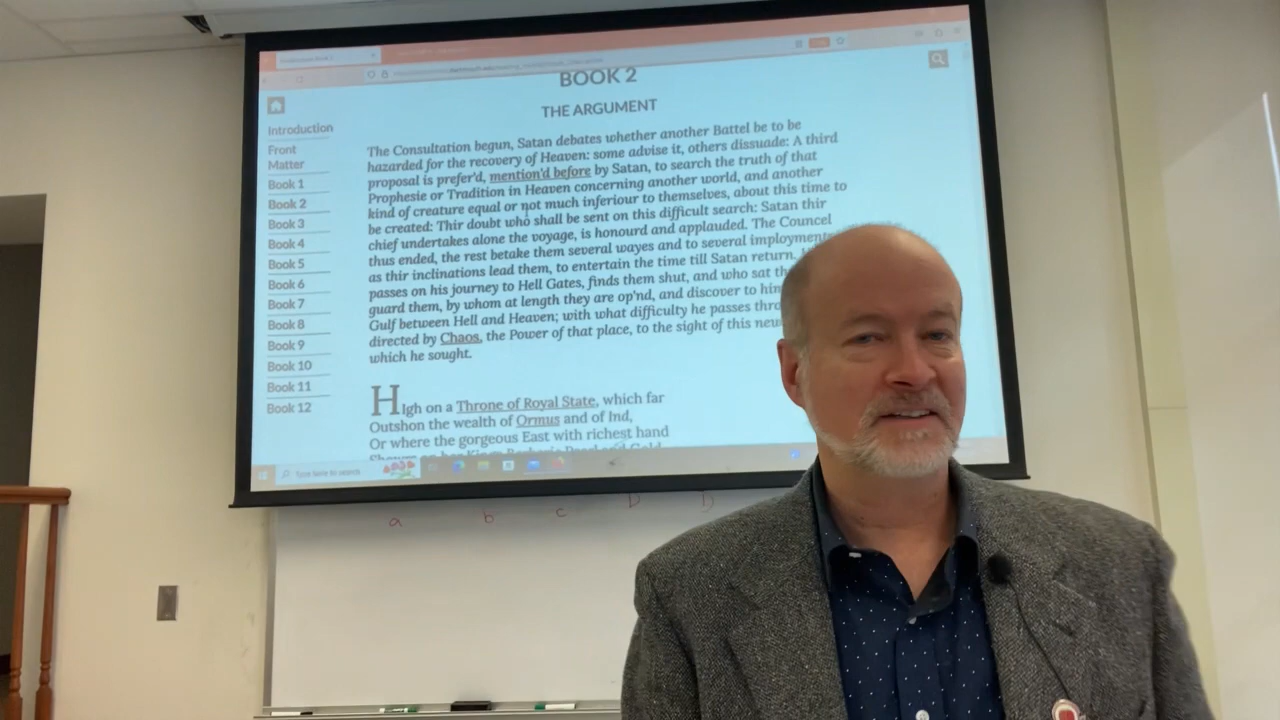 BOOK 2
THE ARGUMENT
Introduction
Front
Matter
Book 1
Book 2
Book 3
Book 4
Book 5
Book 6
Book 7
Book 8
Book 9
Book 10
Book 11
Book 12
The Consultation begun, Satan debates whether another Battel be to be
hazarded for the recovery of Heaven: some advise it, others dissuade: A third
proposal is prefer'd, mention'd before by Satan, to search the truth of that
Prophesie or Tradition in Heaven concerning another world, and another
kind of creature equal or not much inferiour to themselves, about this time to
be created: Thir doubt who shall be sent on this difficult search: Satan thir
chief undertakes alone the voyage, is honourd and applauded. The Councel
thus ended, the rest betake them several wayes and to several imployments
as thir inclinations lead them, to entertain the time till Satan return.
passes on his journey to Hell Gates, finds them shut, and who sat
guard them, by whom at length they are op'nd, and discover to
Gulf between Hell and Heaven; with what difficulty he passes
directed by Chaos, the Power of that place, to the sight of this new
which he sought.
HIgh on a Throne of Royal State, which far
Outshon the wealth of Ormus and of Ind,
Or where the gorgeous East with richest hand
Type here to search
a b c D D